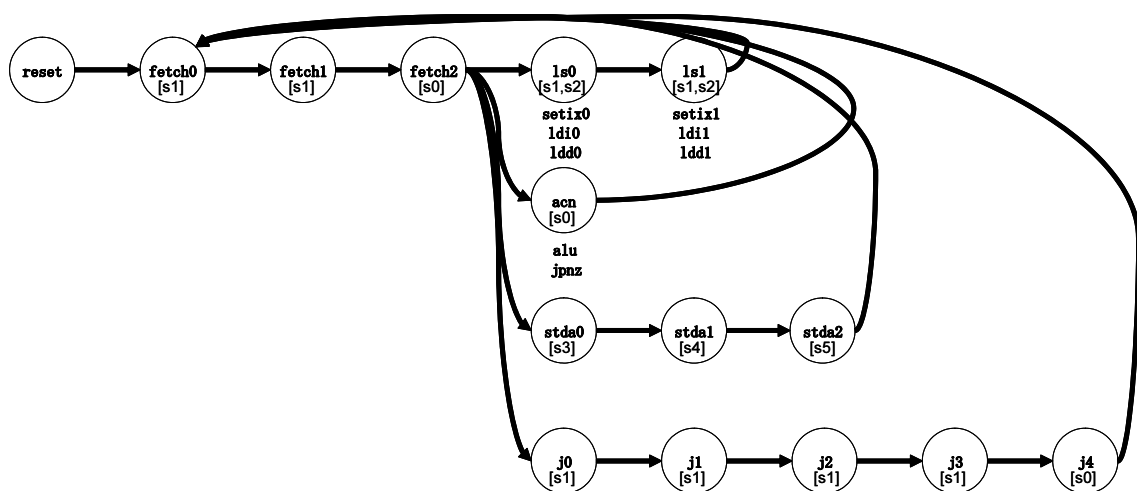 reset
fetch0
[s1]
fetch1
[s1]
fetch2
[s0]
ls0
[s1,s2]
ls1
[s1,s2]
setix0
ldi0
ldd0
setix1
ldi1
ldd1
acn
[s0]
alu
jpnz
stda0
[s3]
stda1
[s4]
stda2
[s5]
j0
[s1]
j1
[s1]
j2
[s1]
j3
[s1]
j4
[s0]